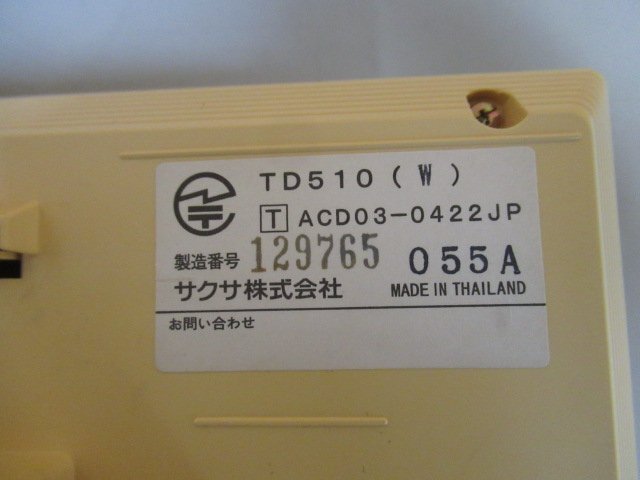 TD510 (W)
T ACD03-0422JP
製造番号 129765 055A
サクサ株式会社 MADE IN THAILAND
お問い合わせ